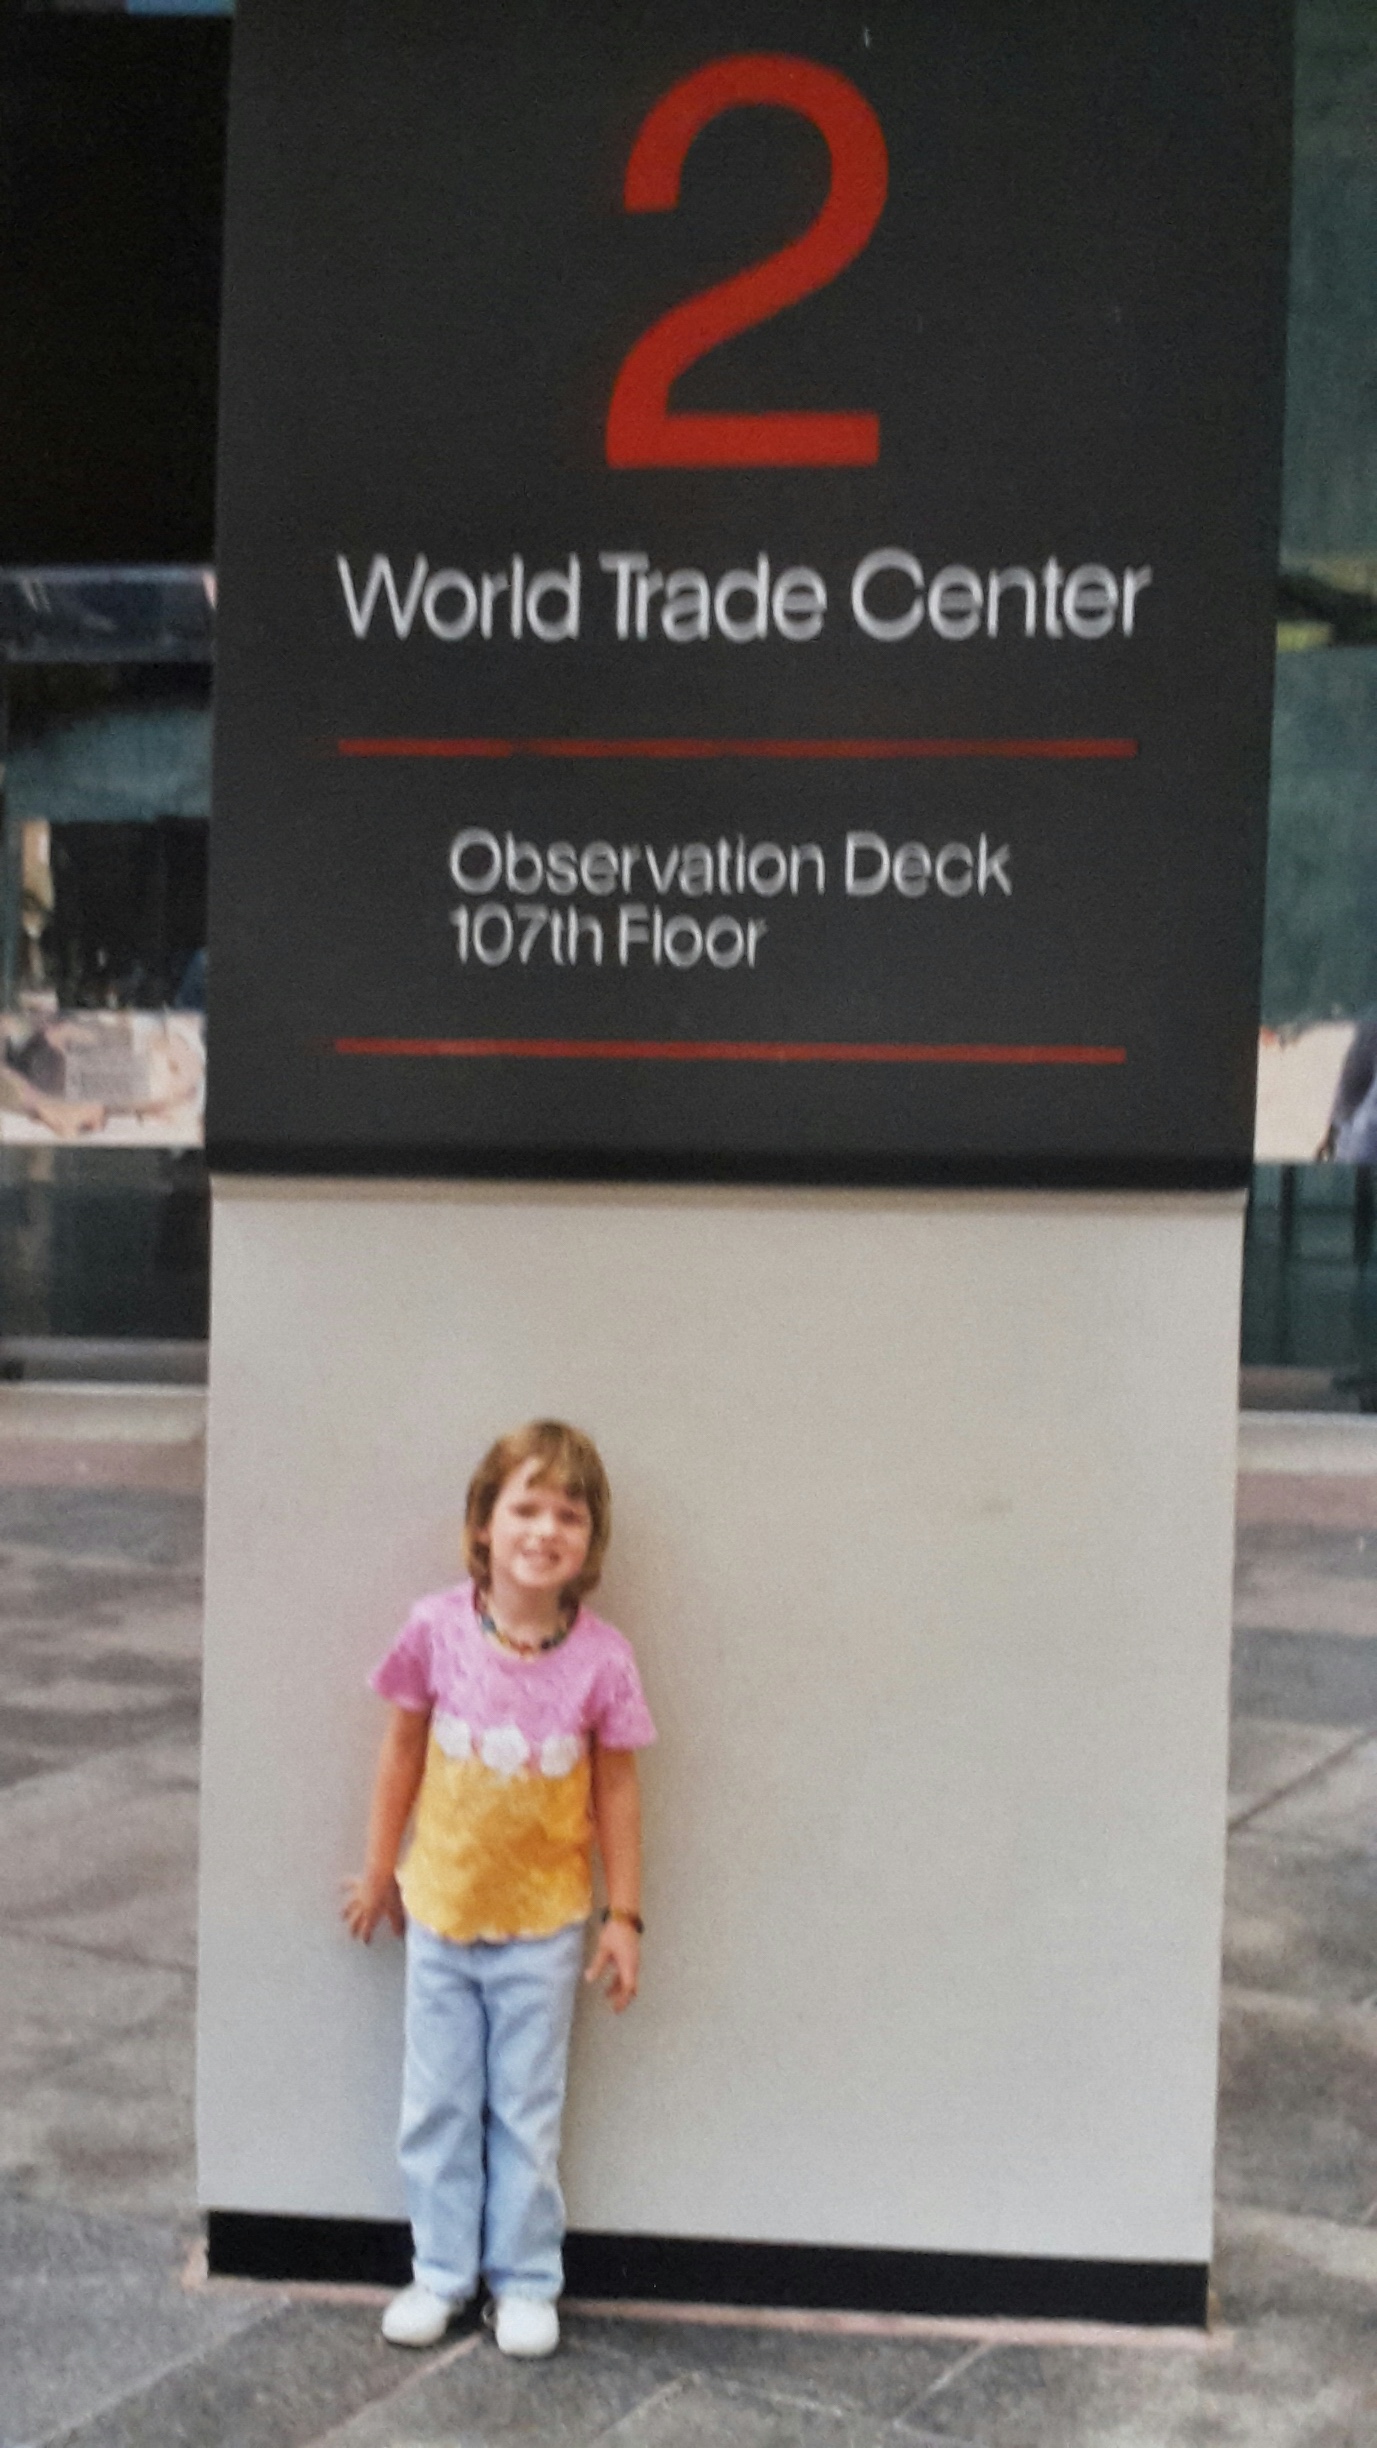 2
World Trade Center
Observation Deck
107th Floor